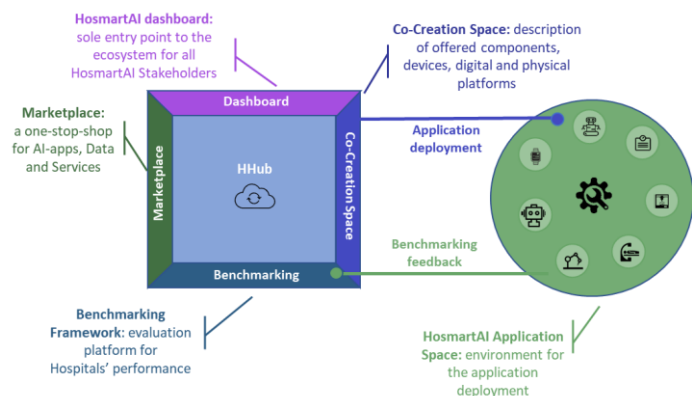 HosmartAI dashboard:
sole entry point to the
ecosystem for all
HosmartAI Stakeholders
Co-Creation Space: description
of offered components,
devices, digital and physical
platforms
Marketplace:
a one-stop-shop
for AI-apps, Data
and Services
Dashboard
Marketplace
HHub
Co-Creation Space
Benchmarking
Application
deployment
Benchmarking
feedback
Benchmarking
Framework: evaluation
platform for
Hospitals' performance
HosmartAI Application
Space: environment for
the application
deployment